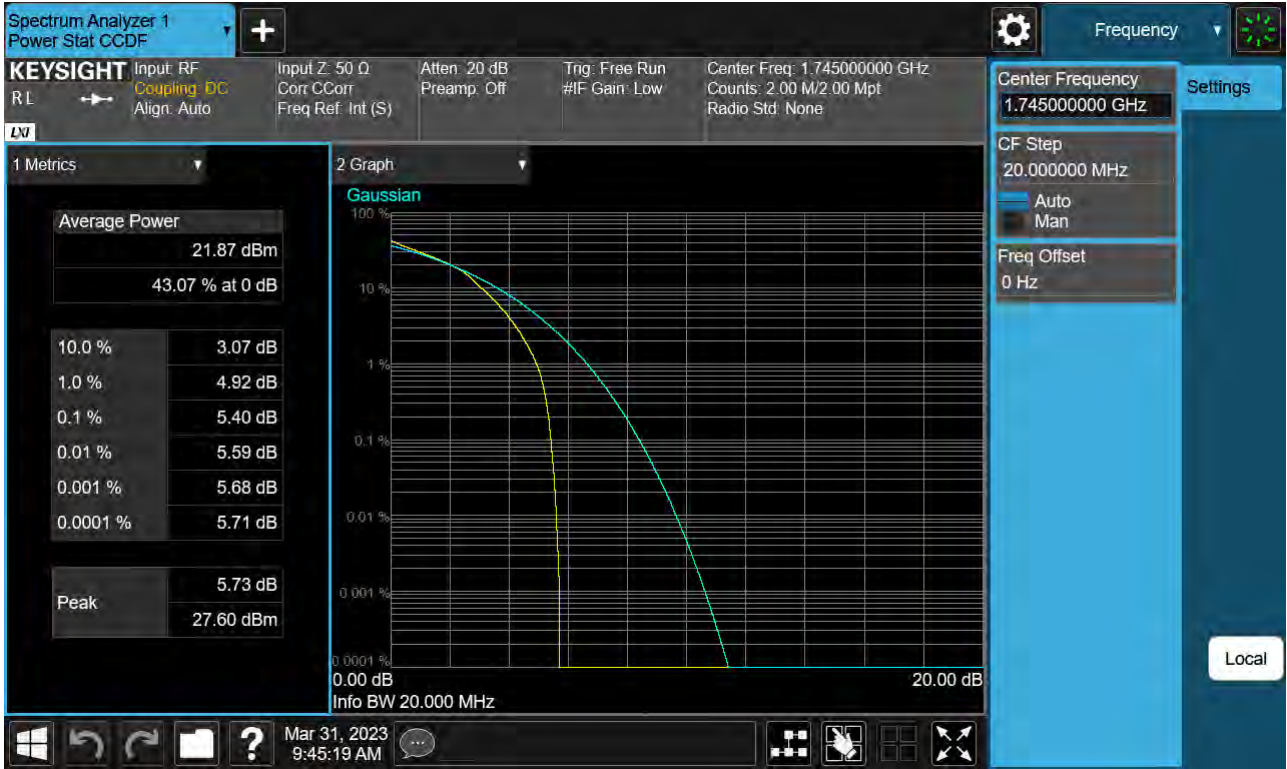 Spectrum Analyzer 1
Power Stat CCDF
+
Frequency
KEYSIGHT
R L
LXI
Input: RF
Coupling: DC
Align: Auto
Input Z: 50 Ω
Corr CCorr
Freq Ref: Int (S)
Atten: 20 dB
Preamp: Off
Trig: Free Run
#IF Gain: Low
Center Freq: 1.745000000 GHz
Counts: 2.00 M/2.00 Mpt
Radio Std: None
Center Frequency
1.745000000 GHz
Settings
CF Step
20.000000 MHz
Auto
Man
Freq Offset
0 Hz
Local
1 Metrics
Average Power
21.87 dBm
43.07 % at 0 dB
10.0 % 3.07 dB
1.0 % 4.92 dB
0.1 % 5.40 dB
0.01 % 5.59 dB
0.001 % 5.68 dB
0.0001 % 5.71 dB
Peak
5.73 dB
27.60 dBm
2 Graph
Gaussian
100 %
10 %
1 %
0.1 %
0.01 %
0.001 %
0.0001 %
0.00 dB 20.00 dB
Info BW 20.000 MHz
?
Mar 31, 2023
9:45:19 AM